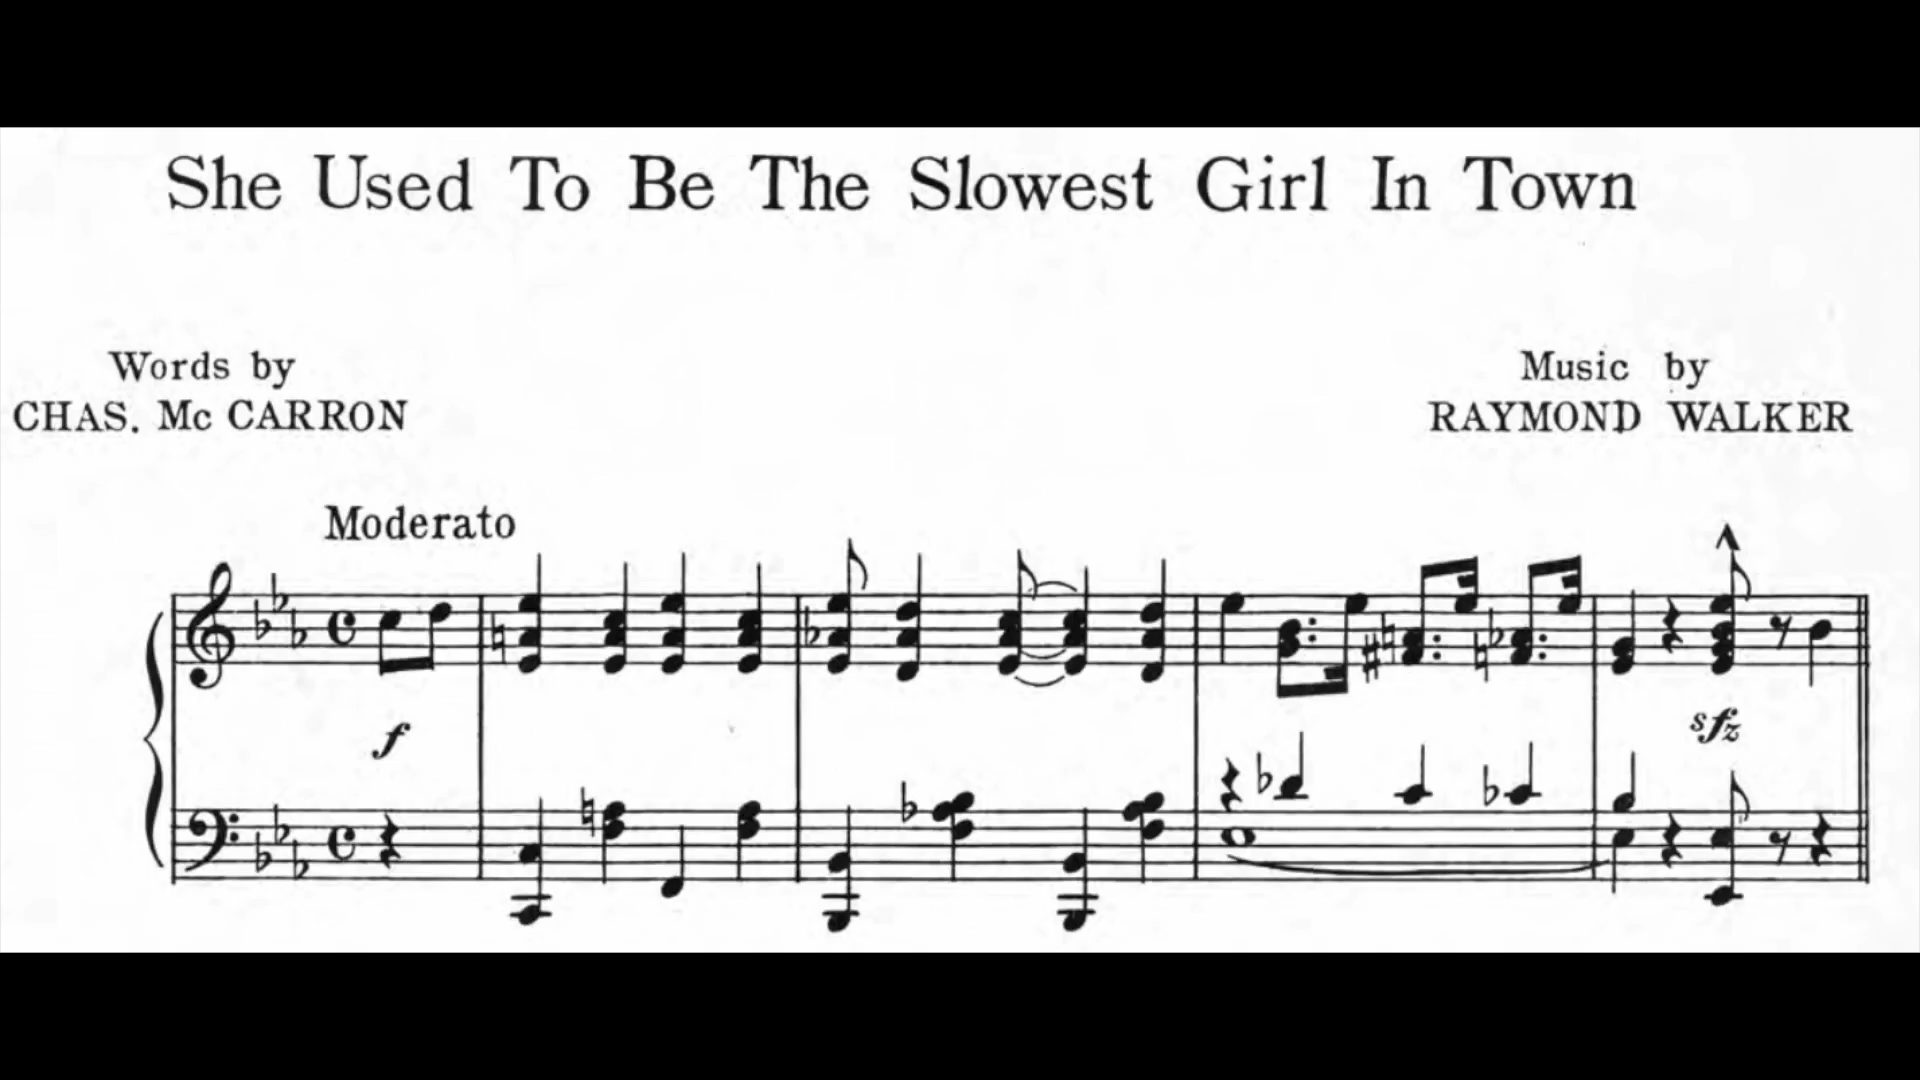 She Used To Be The Slowest Girl In Town
Words by
CHAS. Mc CARRON
Music by
RAYMOND WALKER
Moderato
f
sfz